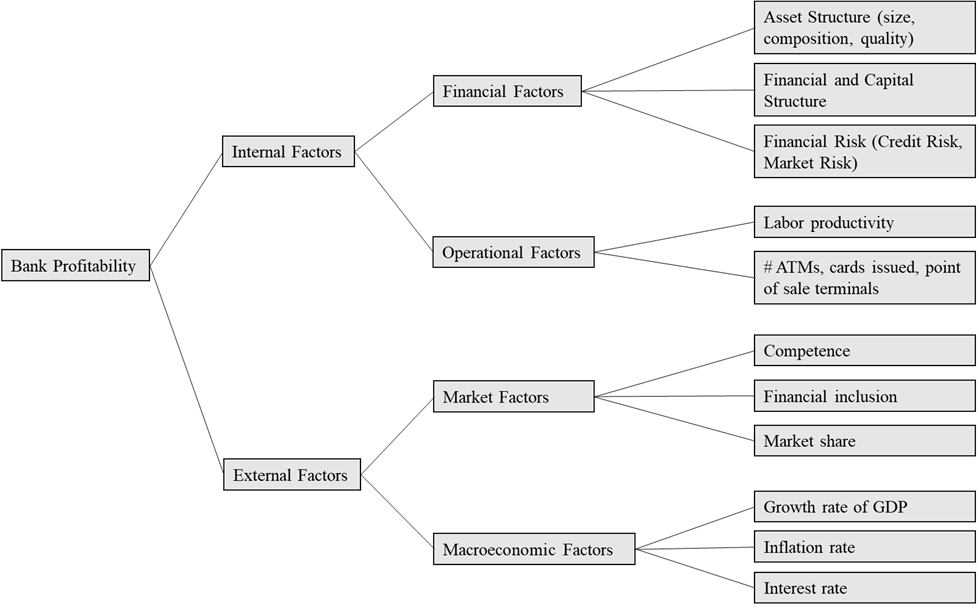 Asset Structure (size,
composition, quality)
Financial Factors
Financial and Capital
Structure
Internal Factors
Financial Risk (Credit Risk,
Market Risk)
Labor productivity
Operational Factors
Bank Profitability
# ATMs, cards issued, point
of sale terminals
Competence
Market Factors
Financial inclusion
Market share
External Factors
Growth rate of GDP
Macroeconomic Factors
Inflation rate
Interest rate